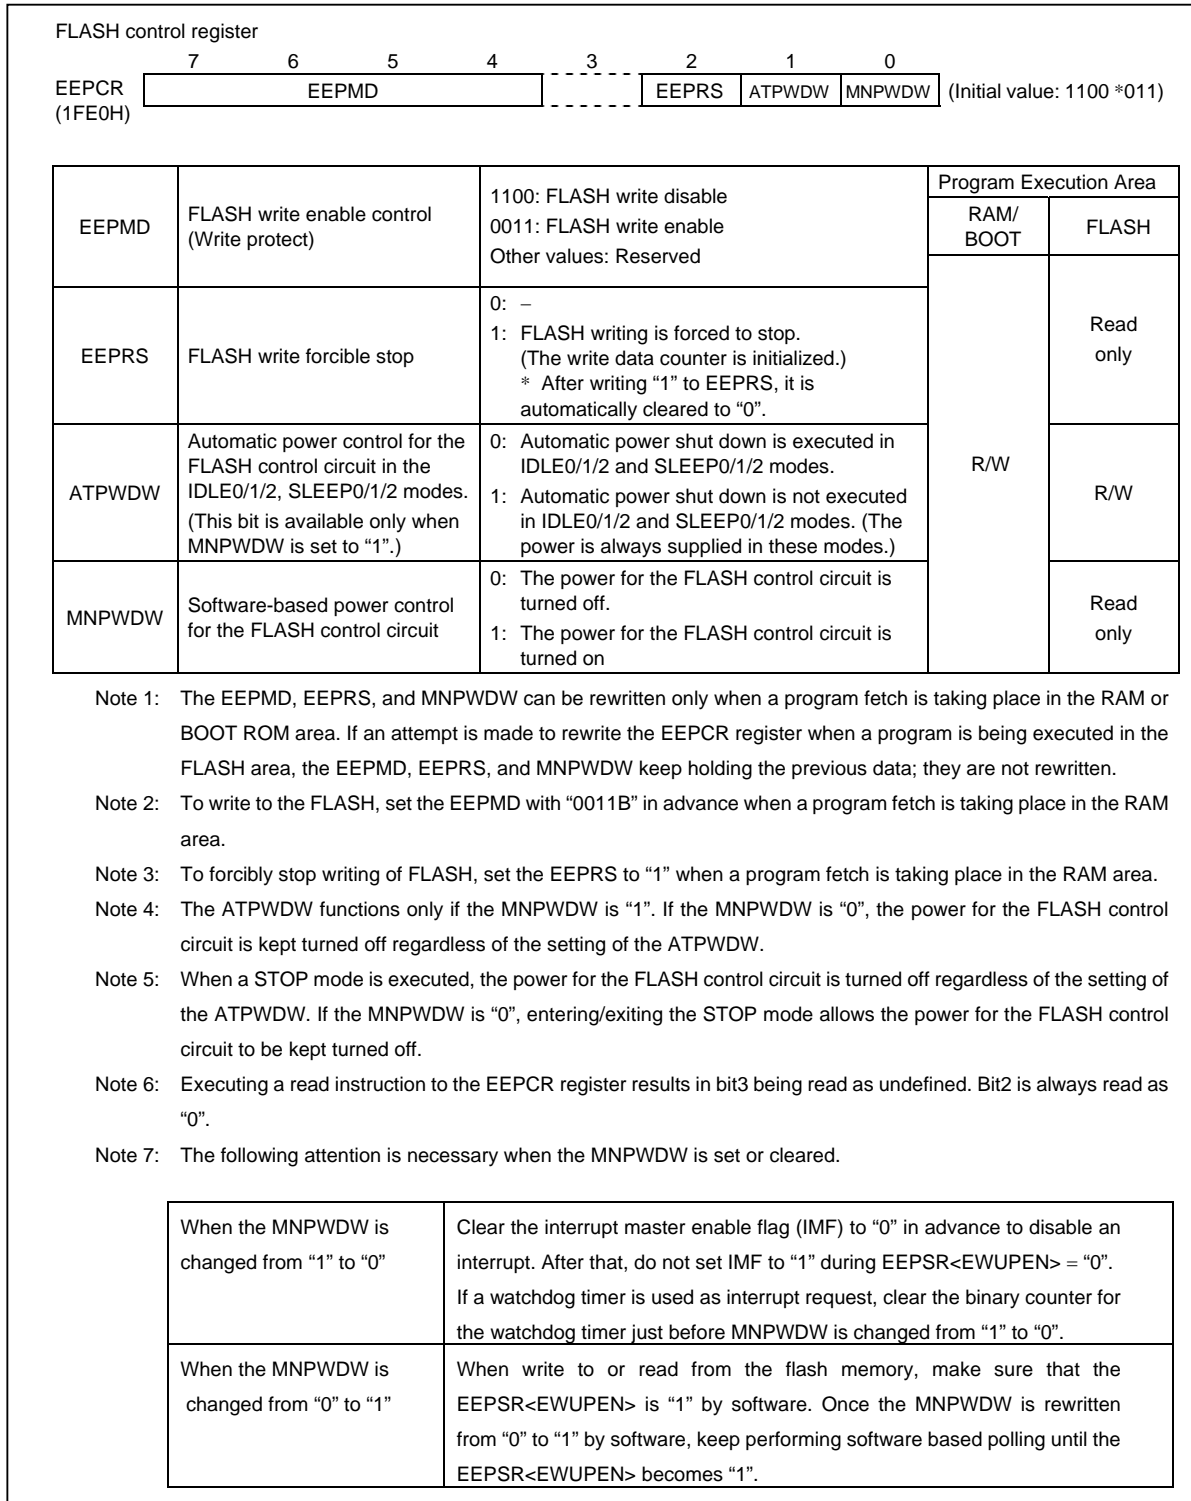 FLASH control register
7 6 5 4 3 2 1 0
EEPCR EEPMD EEPRS ATPWDW MNPWDW (Initial value: 1100 *011)
(1FE0H)
EEPMD
FLASH write enable control
(Write protect)
1100: FLASH write disable
0011: FLASH write enable
Other values: Reserved
Program Execution Area
RAM/
BOOT
FLASH
EEPRS
FLASH write forcible stop
0: –
1: FLASH writing is forced to stop.
(The write data counter is initialized.)
* After writing “1” to EEPRS, it is
automatically cleared to “0”.
R/W
Read
only
ATPWDW
Automatic power control for the
FLASH control circuit in the
IDLE0/1/2, SLEEP0/1/2 modes.
(This bit is available only when
MNPWDW is set to “1”.)
0: Automatic power shut down is executed in
IDLE0/1/2 and SLEEP0/1/2 modes.
1: Automatic power shut down is not executed
in IDLE0/1/2 and SLEEP0/1/2 modes. (The
power is always supplied in these modes.)
R/W
MNPWDW
Software-based power control
for the FLASH control circuit
0: The power for the FLASH control circuit is
turned off.
1: The power for the FLASH control circuit is
turned on
Read
only
Note 1: The EEPMD, EEPRS, and MNPWDW can be rewritten only when a program fetch is taking place in the RAM or
BOOT ROM area. If an attempt is made to rewrite the EEPCR register when a program is being executed in the
FLASH area, the EEPMD, EEPRS, and MNPWDW keep holding the previous data; they are not rewritten.
Note 2: To write to the FLASH, set the EEPMD with “0011B” in advance when a program fetch is taking place in the RAM
area.
Note 3: To forcibly stop writing of FLASH, set the EEPRS to “1” when a program fetch is taking place in the RAM area.
Note 4: The ATPWDW functions only if the MNPWDW is “1”. If the MNPWDW is “0”, the power for the FLASH control
circuit is kept turned off regardless of the setting of the ATPWDW.
Note 5: When a STOP mode is executed, the power for the FLASH control circuit is turned off regardless of the setting of
the ATPWDW. If the MNPWDW is “0”, entering/exiting the STOP mode allows the power for the FLASH control
circuit to be kept turned off.
Note 6: Executing a read instruction to the EEPCR register results in bit3 being read as undefined. Bit2 is always read as
“0”.
Note 7: The following attention is necessary when the MNPWDW is set or cleared.
When the MNPWDW is
changed from “1” to “0”
Clear the interrupt master enable flag (IMF) to “0” in advance to disable an
interrupt. After that, do not set IMF to “1” during EEPSR<EWUPEN> = “0”.
If a watchdog timer is used as interrupt request, clear the binary counter for
the watchdog timer just before MNPWDW is changed from “1” to “0”.
When the MNPWDW is
changed from “0” to “1”
When write to or read from the flash memory, make sure that the
EEPSR<EWUPEN> is “1” by software. Once the MNPWDW is rewritten
from “0” to “1” by software, keep performing software based polling until the
EEPSR<EWUPEN> becomes “1”.